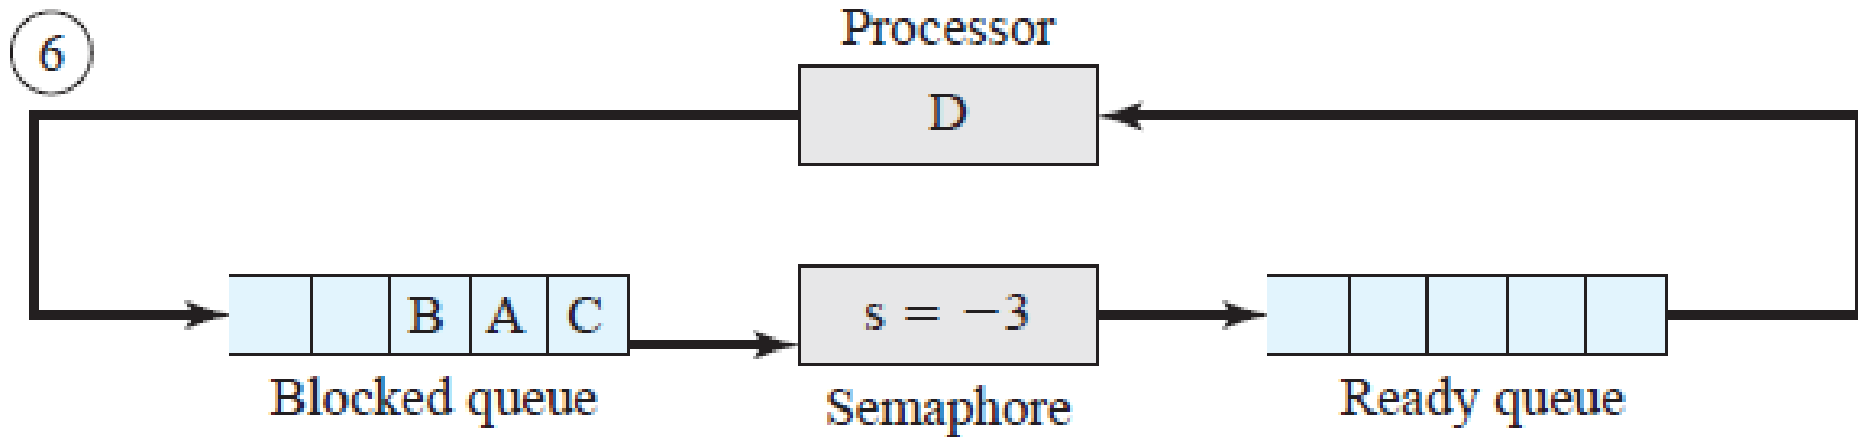 6
Processor
D
B A C
s = −3
Blocked queue
Semaphore
Ready queue